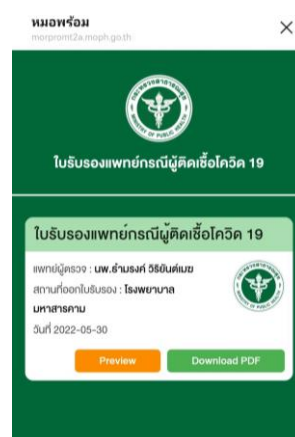 หมอพร้อม
morpromt2a.moph.go.th
ใบรับรองแพทย์กรณีผู้ติดเชื้อโควิด 19
ใบรับรองแพทย์กรณีผู้ติดเชื้อโควิด 19
แพทย์ผู้ตรวจ : นพ.ธำมรงค์ วิริยันต์เมฆ
สถานที่ออกใบรับรอง : โรงพยาบาล
มหาสารคาม
วันที่ 2022-05-30
Preview
Download PDF